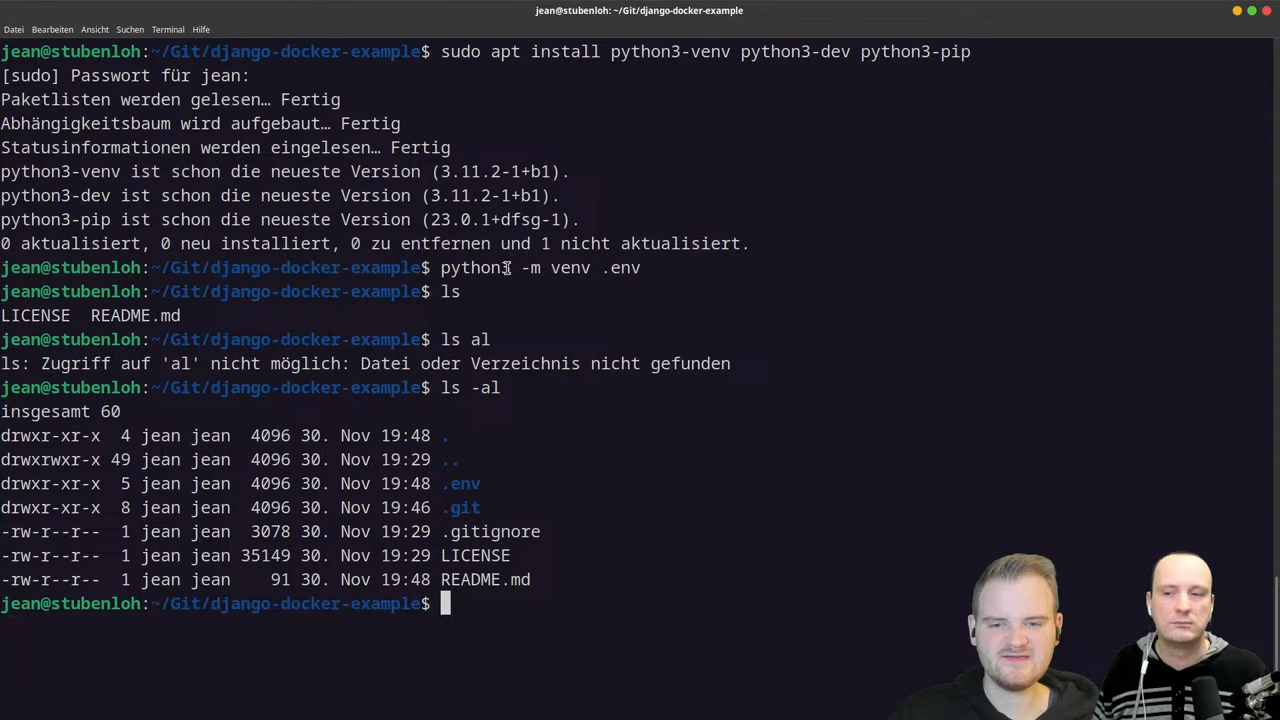 jean@stubenloh: ~/Git/django-docker-example
Datei Bearbeiten Ansicht Suchen Terminal Hilfe
jean@stubenloh:~/Git/django-docker-example$ sudo apt install python3-venv python3-dev python3-pip
[sudo] Passwort für jean:
Paketlisten werden gelesen… Fertig
Abhängigkeitsbaum wird aufgebaut… Fertig
Statusinformationen werden eingelesen… Fertig
python3-venv ist schon die neueste Version (3.11.2-1+b1).
python3-dev ist schon die neueste Version (3.11.2-1+b1).
python3-pip ist schon die neueste Version (23.0.1+dfsg-1).
0 aktualisiert, 0 neu installiert, 0 zu entfernen und 1 nicht aktualisiert.
jean@stubenloh:~/Git/django-docker-example$ python3 -m venv .env
jean@stubenloh:~/Git/django-docker-example$ ls
LICENSE  README.md
jean@stubenloh:~/Git/django-docker-example$ ls al
ls: Zugriff auf 'al' nicht möglich: Datei oder Verzeichnis nicht gefunden
jean@stubenloh:~/Git/django-docker-example$ ls -al
insgesamt 60
drwxr-xr-x  4 jean jean  4096 30. Nov 19:48 .
drwxrwxr-x 49 jean jean  4096 30. Nov 19:29 ..
drwxr-xr-x  5 jean jean  4096 30. Nov 19:48 .env
drwxr-xr-x  8 jean jean  4096 30. Nov 19:46 .git
-rw-r--r--  1 jean jean  3078 30. Nov 19:29 .gitignore
-rw-r--r--  1 jean jean 35149 30. Nov 19:29 LICENSE
-rw-r--r--  1 jean jean    91 30. Nov 19:48 README.md
jean@stubenloh:~/Git/django-docker-example$